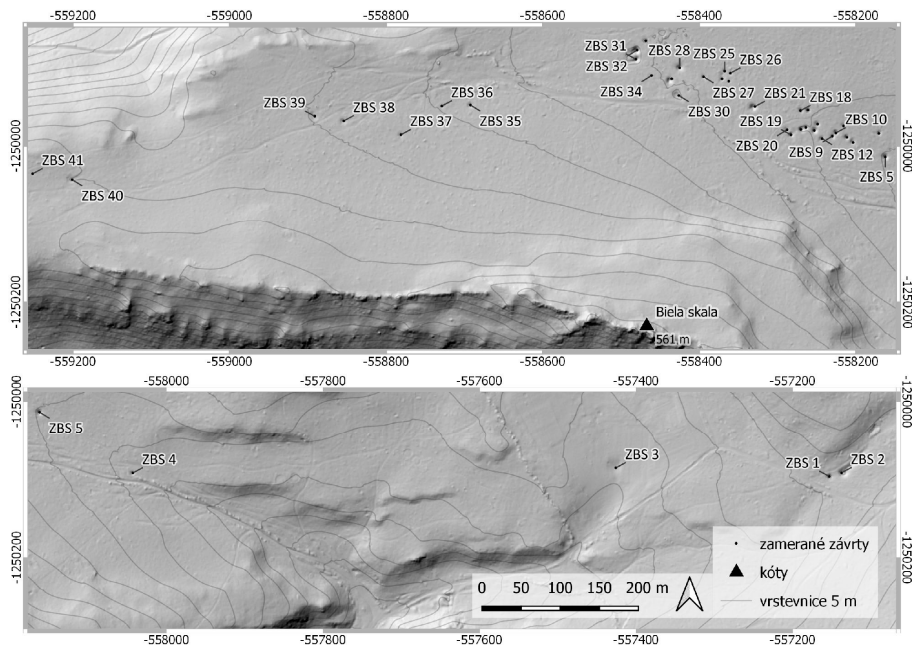 -559200 -559000 -558800 -558600 -558400 -558200
-1250000
-1250200
-1250000
-1250200
ZBS 31
ZBS 28
ZBS 25
ZBS 26
ZBS 32
ZBS 34
ZBS 27
ZBS 21
ZBS 18
ZBS 30
ZBS 36
ZBS 39
ZBS 38
ZBS 37
ZBS 35
ZBS 19
ZBS 10
ZBS 20
ZBS 9
ZBS 12
ZBS 5
ZBS 41
ZBS 40
Biela skala
561 m
-559200 -559000 -558800 -558600 -558400 -558200
-558000 -557800 -557600 -557400 -557200
-1250000
-1250200
-1250000
-1250200
ZBS 5
ZBS 4
ZBS 3
ZBS 1
ZBS 2
zamerané závrty
kóty
vrstevnice 5 m
0 50 100 150 200 m
-558000 -557800 -557600 -557400 -557200